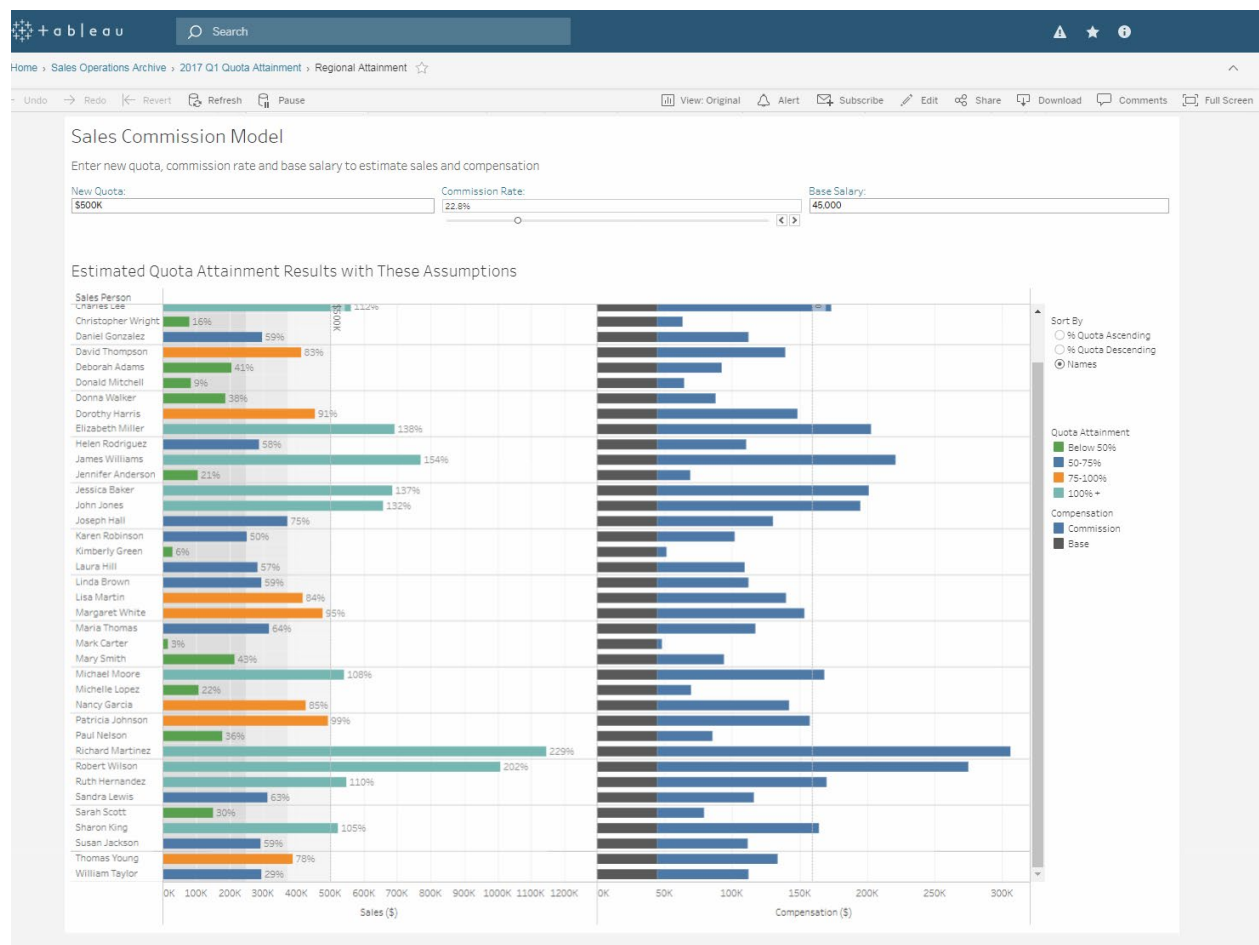 +ableau
Search
Home › Sales Operations Archive › 2017 Q1 Quota Attainment › Regional Attainment
Undo Redo Revert Refresh Pause View: Original Alert Subscribe Edit Share Download Comments Full Screen
Sales Commission Model
Enter new quota, commission rate and base salary to estimate sales and compensation
New Quota: Commission Rate: Base Salary:
$500K 22.8% 45,000
Estimated Quota Attainment Results with These Assumptions
Sales Person
Charles Lee 112%
$500K
Christopher Wright 16%
Daniel Gonzalez 59%
David Thompson 83%
Deborah Adams 41%
Donald Mitchell 9%
Donna Walker 38%
Dorothy Harris 91%
Elizabeth Miller 138%
Helen Rodriguez 58%
James Williams 154%
Jennifer Anderson 21%
Jessica Baker 137%
John Jones 132%
Joseph Hall 75%
Karen Robinson 50%
Kimberly Green 6%
Laura Hill 57%
Linda Brown 59%
Lisa Martin 84%
Margaret White 95%
Maria Thomas 64%
Mark Carter 3%
Mary Smith 43%
Michael Moore 108%
Michelle Lopez 22%
Nancy Garcia 85%
Patricia Johnson 99%
Paul Nelson 36%
Richard Martinez 229%
Robert Wilson 202%
Ruth Hernandez 110%
Sandra Lewis 63%
Sarah Scott 30%
Sharon King 105%
Susan Jackson 59%
Thomas Young 78%
William Taylor 29%
0K 100K 200K 300K 400K 500K 600K 700K 800K 900K 1000K 1100K 1200K
Sales ($)
0K 50K 100K 150K 200K 250K 300K
Compensation ($)
Sort By
% Quota Ascending
% Quota Descending
Names
Quota Attainment
Below 50%
50-75%
75-100%
100% +
Compensation
Commission
Base